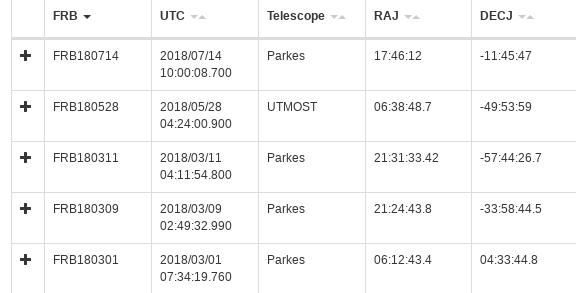 FRB UTC Telescope RAJ DECJ
FRB180714 2018/07/14 Parkes 17:46:12 -11:45:47
10:00:08.700
FRB180528 2018/05/28 UTMOST 06:38:48.7 -49:53:59
04:24:00.900
FRB180311 2018/03/11 Parkes 21:31:33.42 -57:44:26.7
04:11:54.800
FRB180309 2018/03/09 Parkes 21:24:43.8 -33:58:44.5
02:49:32.990
FRB180301 2018/03/01 Parkes 06:12:43.4 04:33:44.8
07:34:19.760